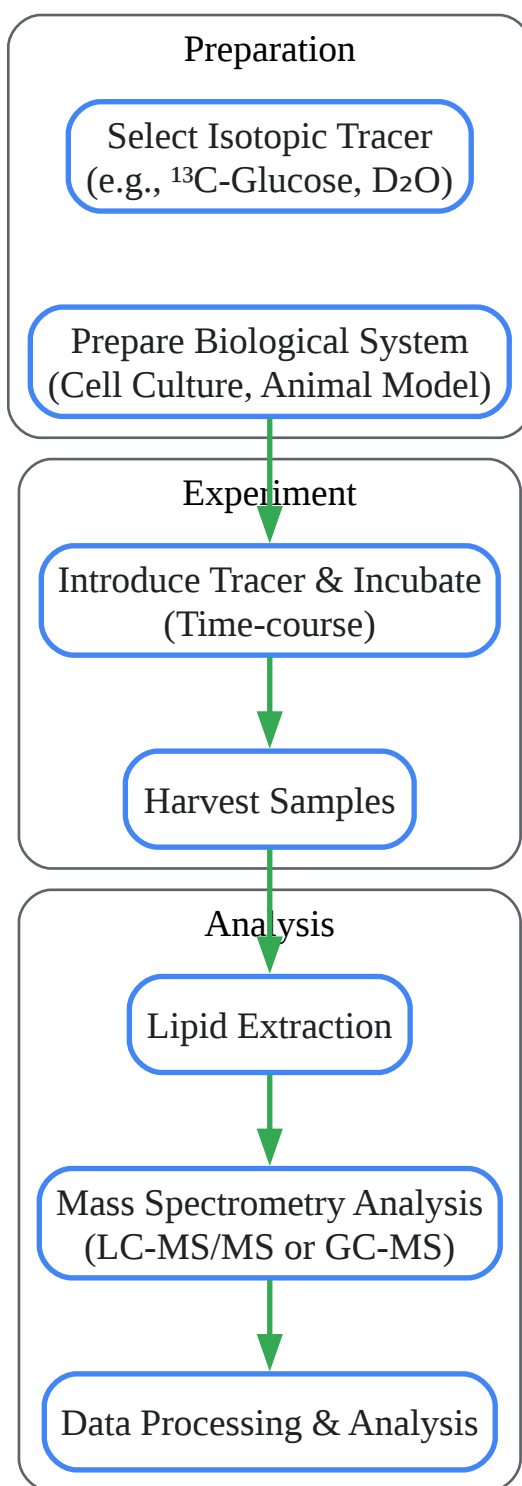 Preparation
Select Isotopic Tracer
(e.g., ¹³C-Glucose, D₂O)
Prepare Biological System
(Cell Culture, Animal Model)
Experiment
Introduce Tracer & Incubate
(Time-course)
Harvest Samples
Analysis
Lipid Extraction
Mass Spectrometry Analysis
(LC-MS/MS or GC-MS)
Data Processing & Analysis